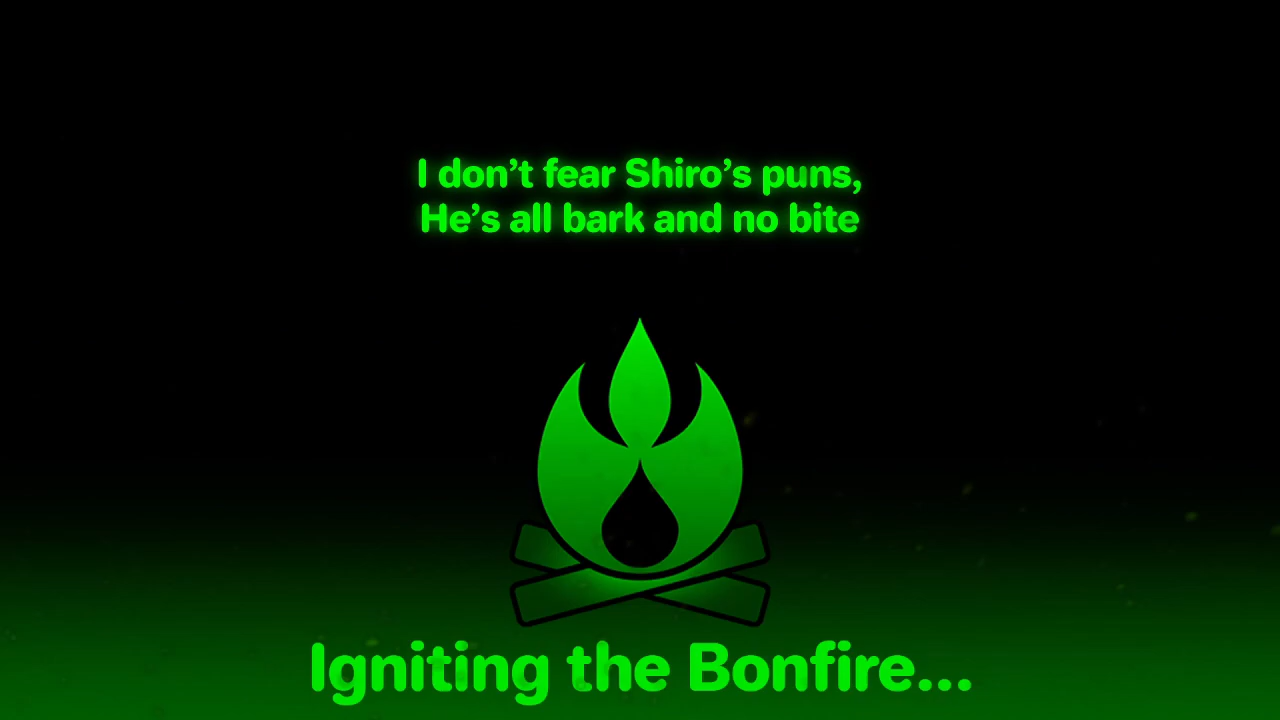 I don’t fear Shiro’s puns,
He’s all bark and no bite
Igniting the Bonfire...